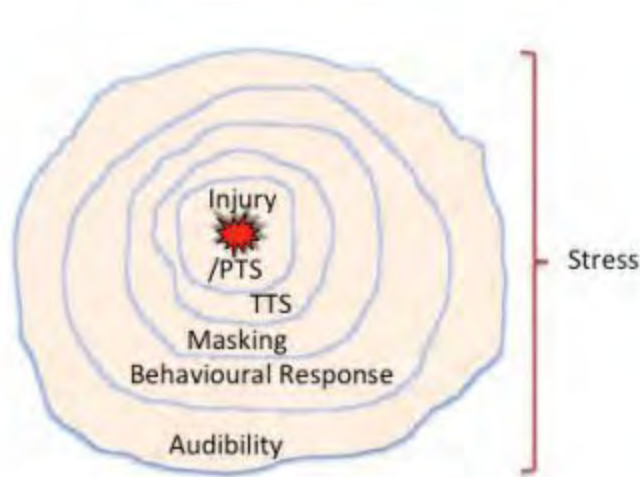 Injury
/PTS
TTS
Masking
Behavioural Response
Audibility
Stress